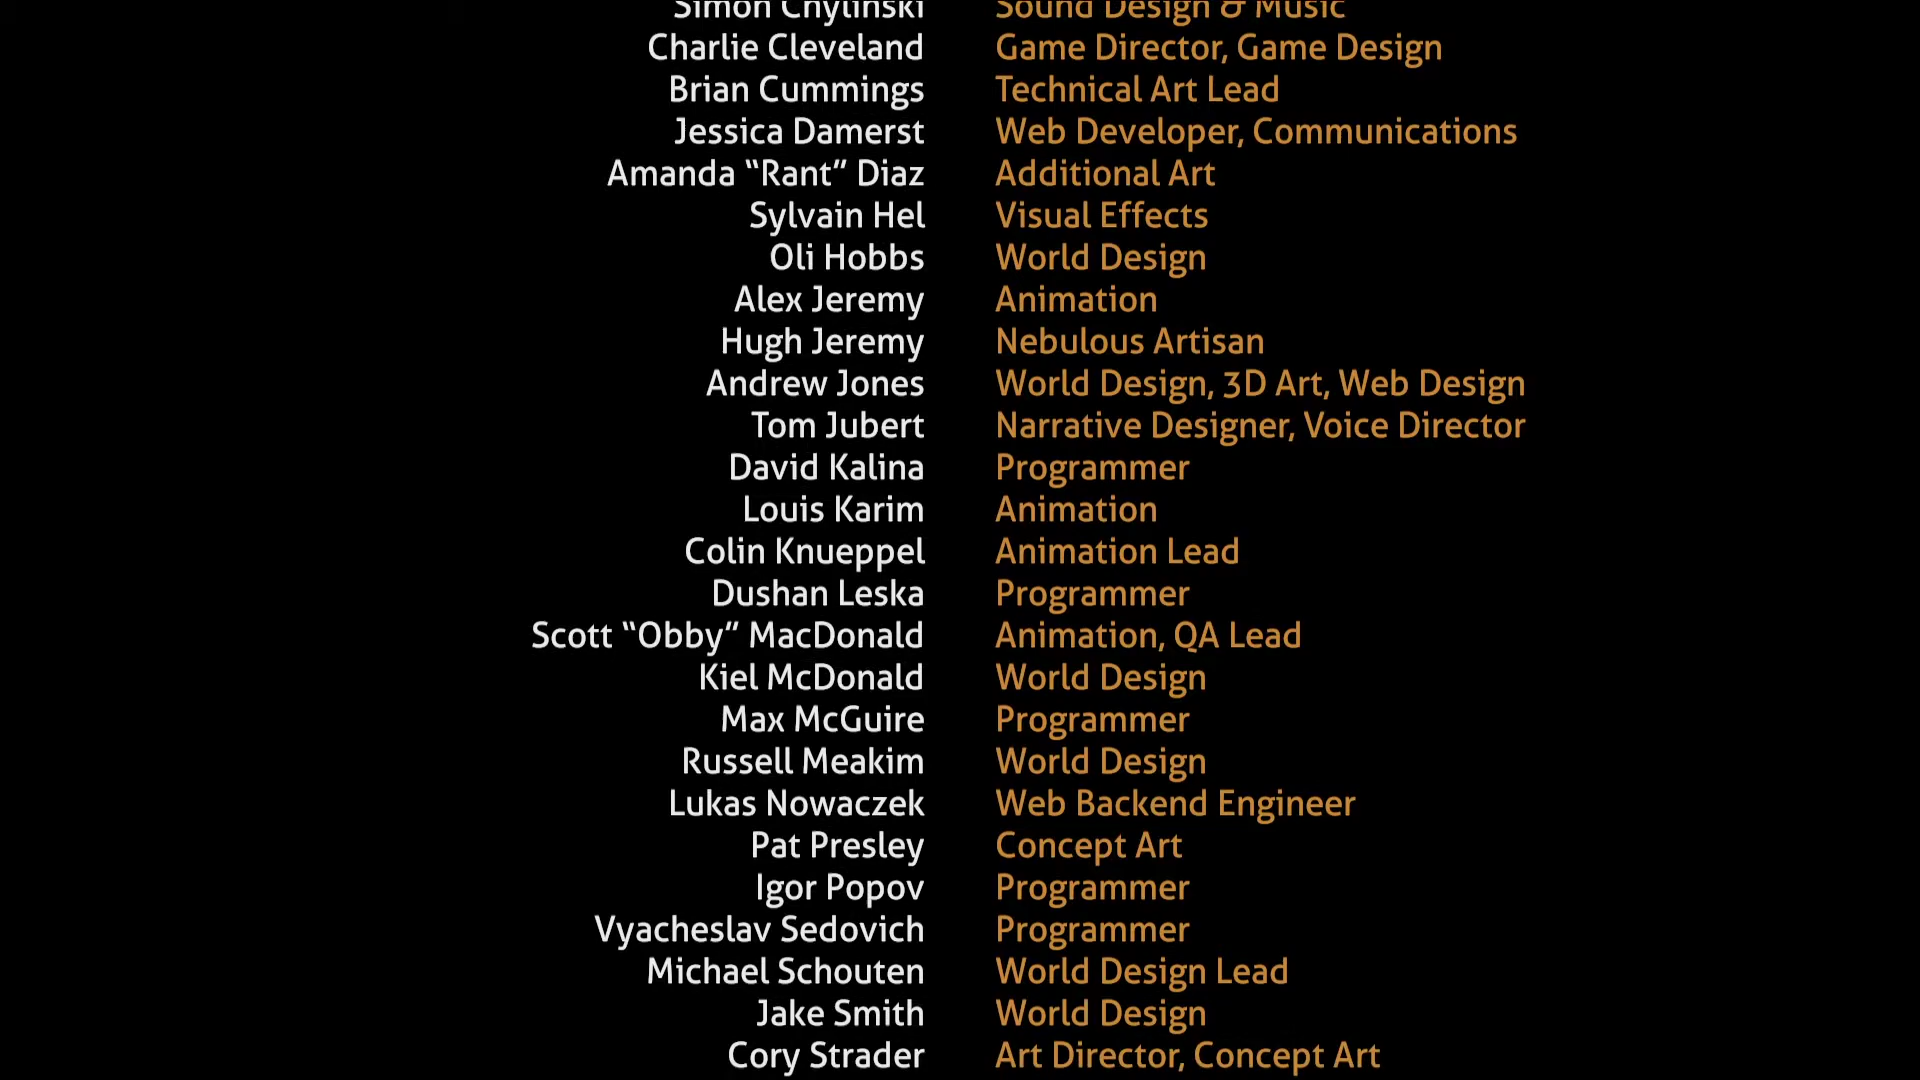 Simon Chylinski Sound Design & Music
Charlie Cleveland Game Director, Game Design
Brian Cummings Technical Art Lead
Jessica Damerst Web Developer, Communications
Amanda “Rant” Diaz Additional Art
Sylvain Hel Visual Effects
Oli Hobbs World Design
Alex Jeremy Animation
Hugh Jeremy Nebulous Artisan
Andrew Jones World Design, 3D Art, Web Design
Tom Jubert Narrative Designer, Voice Director
David Kalina Programmer
Louis Karim Animation
Colin Knueppel Animation Lead
Dushan Leska Programmer
Scott “Obby” MacDonald Animation, QA Lead
Kiel McDonald World Design
Max McGuire Programmer
Russell Meakim World Design
Lukas Nowaczek Web Backend Engineer
Pat Presley Concept Art
Igor Popov Programmer
Vyacheslav Sedovich Programmer
Michael Schouten World Design Lead
Jake Smith World Design
Cory Strader Art Director, Concept Art